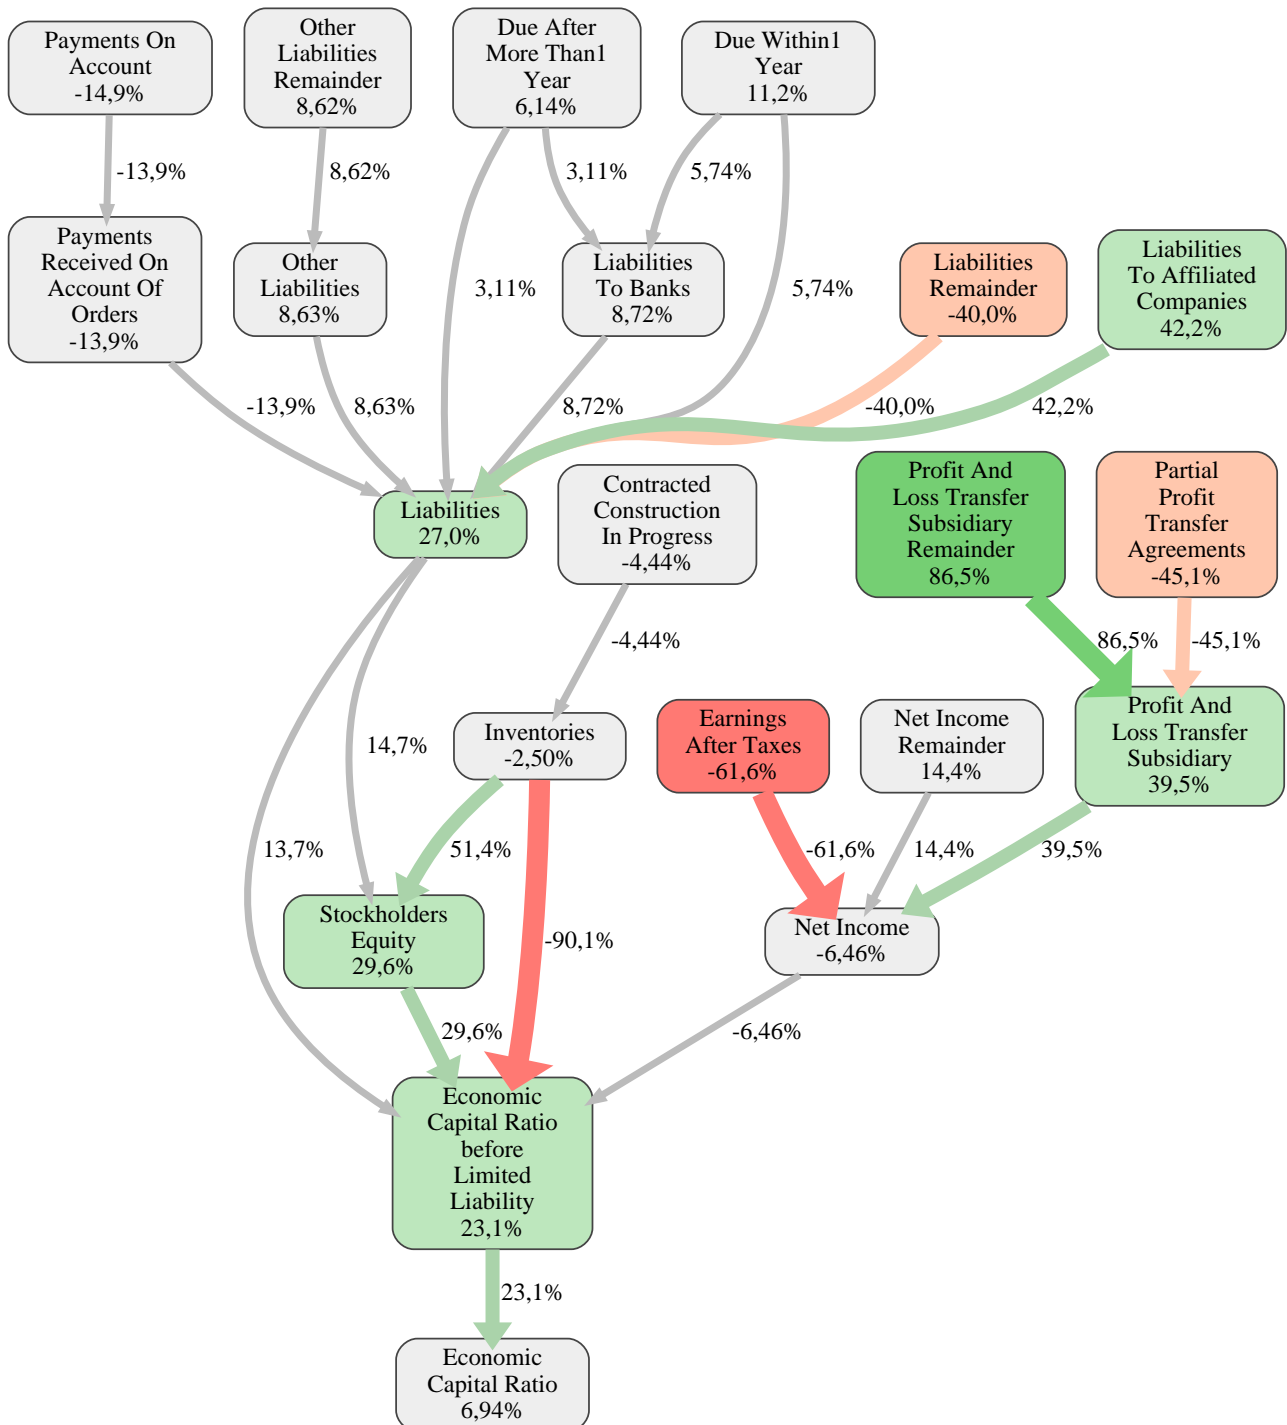 Payments On
Account
-14,9%
Other
Liabilities
Remainder
8,62%
Due After
More Than1
Year
6,14%
Due Within1
Year
11,2%
-13,9%
8,62%
3,11%
5,74%
Payments
Received On
Account Of
Orders
-13,9%
Other
Liabilities
8,63%
3,11%
Liabilities
To Banks
8,72%
5,74%
Liabilities
Remainder
-40,0%
Liabilities
To Affiliated
Companies
42,2%
-13,9%
8,63%
8,72%
-40,0%
42,2%
Liabilities
27,0%
Contracted
Construction
In Progress
-4,44%
Profit And
Loss Transfer
Subsidiary
Remainder
86,5%
Partial
Profit
Transfer
Agreements
-45,1%
-4,44%
86,5%
-45,1%
14,7%
Inventories
-2,50%
Earnings
After Taxes
-61,6%
Net Income
Remainder
14,4%
Profit And
Loss Transfer
Subsidiary
39,5%
13,7%
51,4%
-61,6%
14,4%
39,5%
Stockholders
Equity
29,6%
-90,1%
Net Income
-6,46%
29,6%
-6,46%
Economic
Capital Ratio
before
Limited
Liability
23,1%
23,1%
Economic
Capital Ratio
6,94%